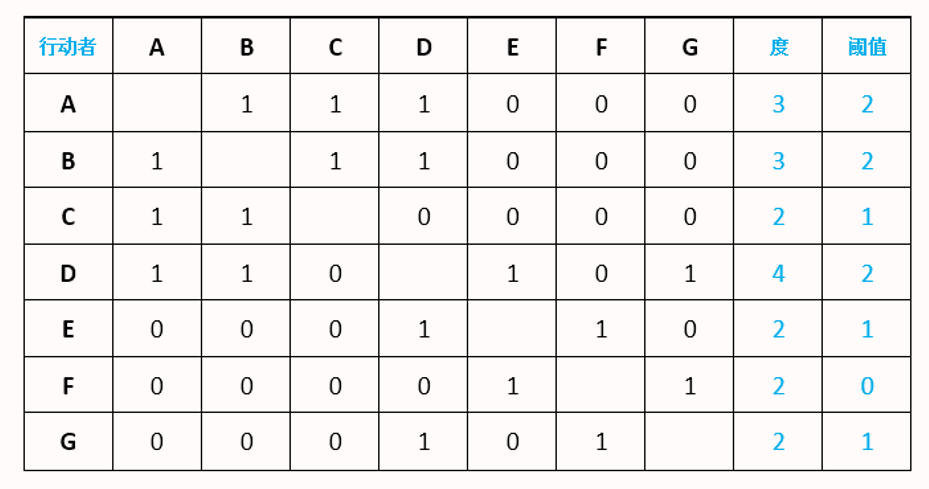 行动者 A B C D E F G 度 阈值
A 1 1 1 0 0 0 3 2
B 1 1 1 0 0 0 3 2
C 1 1 0 0 0 0 2 1
D 1 1 0 1 0 1 4 2
E 0 0 0 1 1 0 2 1
F 0 0 0 0 1 1 2 0
G 0 0 0 1 0 1 2 1